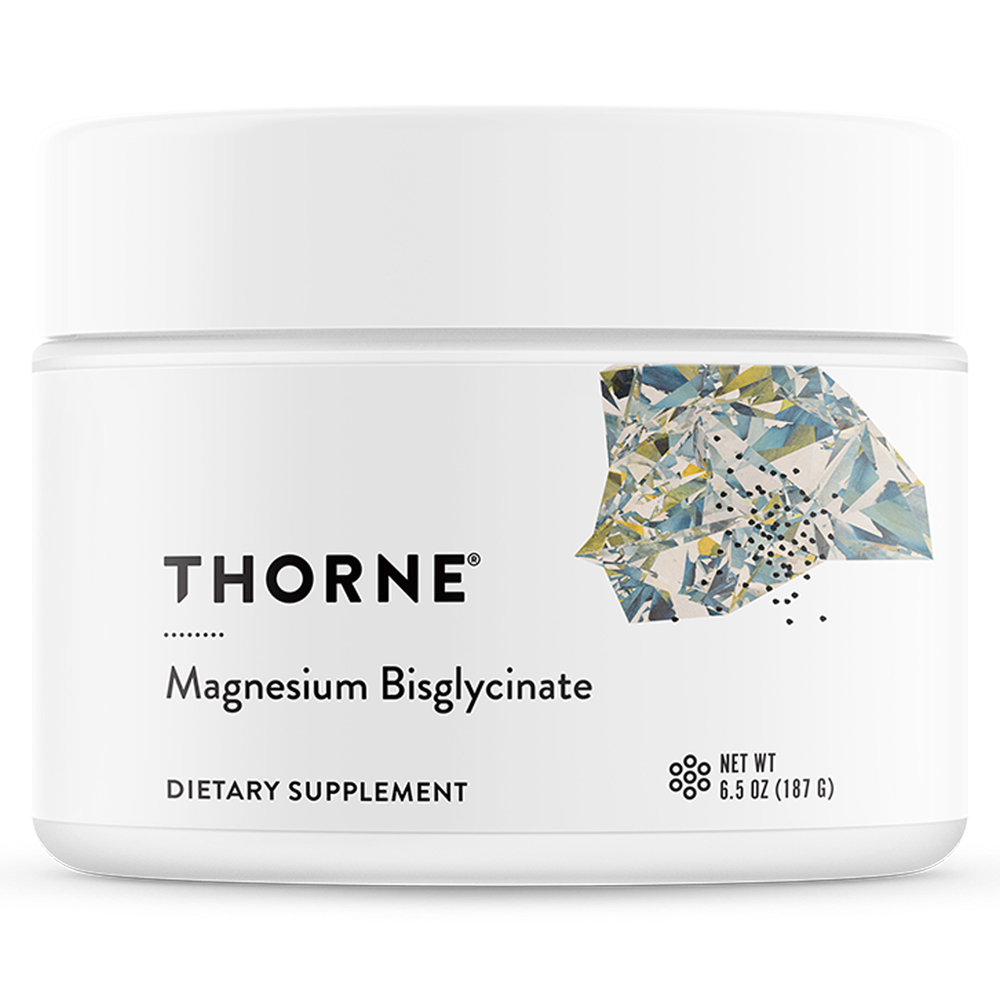 THORNE®
Magnesium Bisglycinate
DIETARY SUPPLEMENT
NET WT
6.5 OZ (187 G)